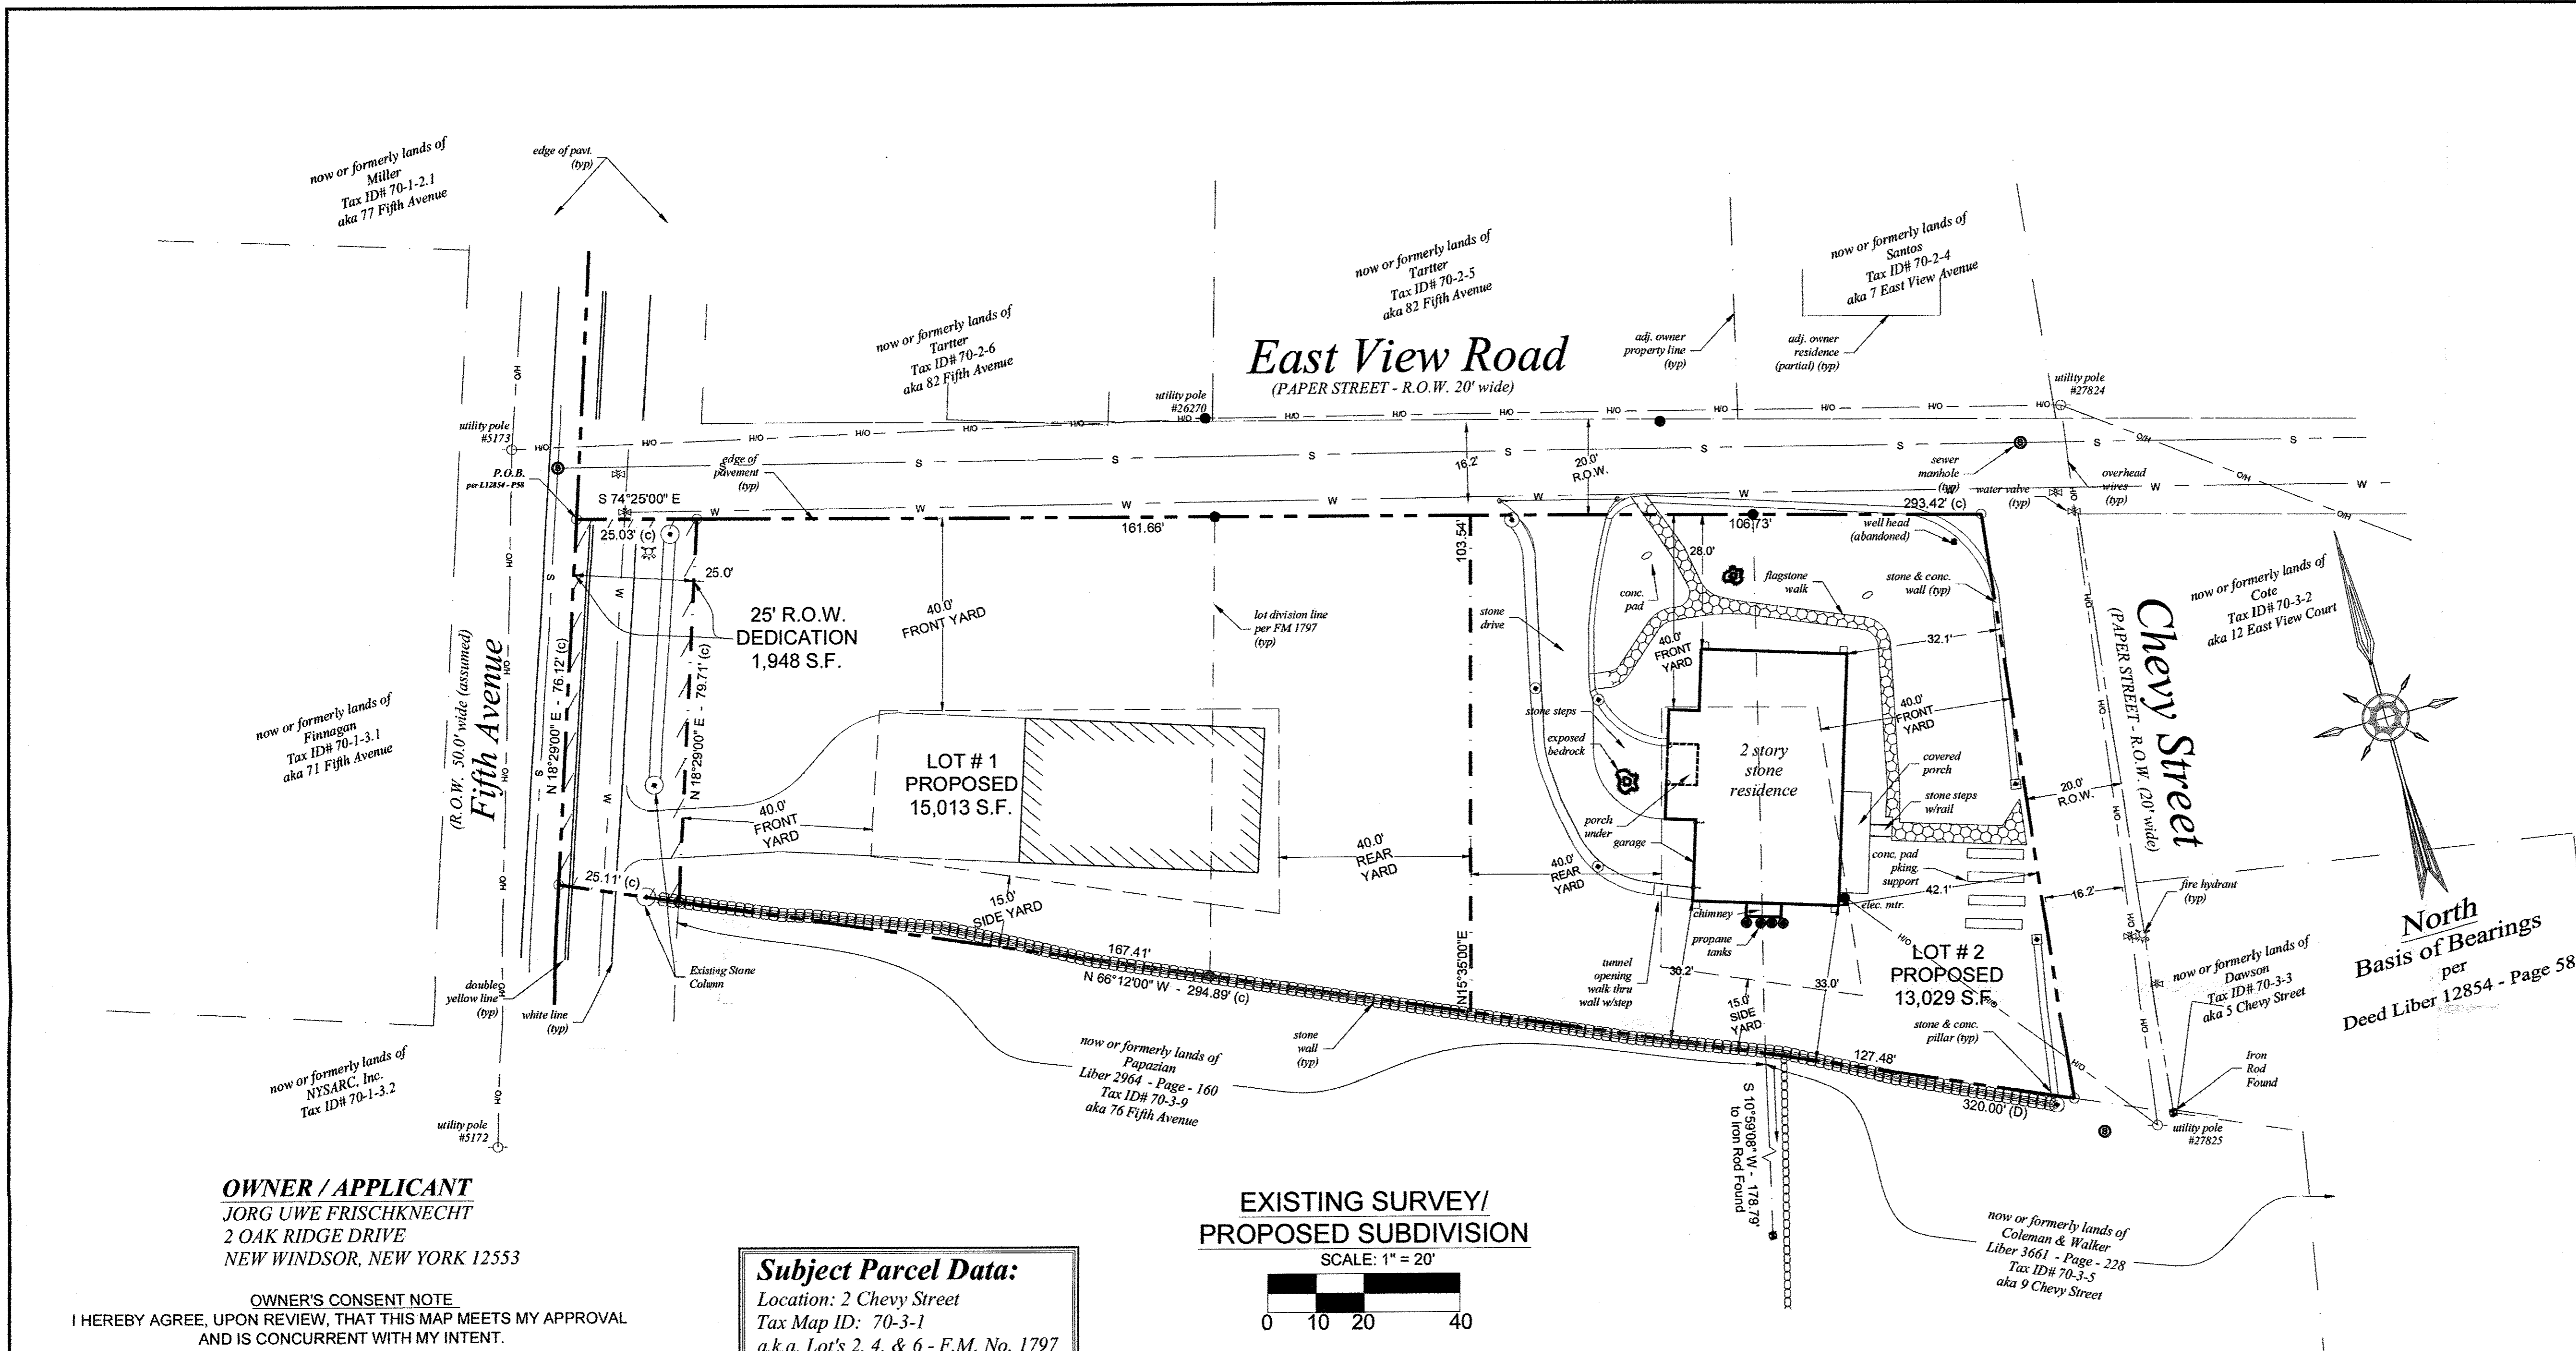 now or formerly lands of
Miller
Tax ID# 70-1-2.1
aka 77 Fifth Avenue
edge of pavt.
(typ)
now or formerly lands of
Tartter
Tax ID# 70-2-6
aka 82 Fifth Avenue
now or formerly lands of
Tartter
Tax ID# 70-2-5
aka 82 Fifth Avenue
now or formerly lands of
Santos
Tax ID# 70-2-4
aka 7 East View Avenue
East View Road
(PAPER STREET - R.O.W. 20' wide)
adj. owner
property line
(typ)
adj. owner
residence
(partial) (typ)
utility pole
#26270
utility pole
#27824
utility pole
#5173
P.O.B.
per L12854 - P58
edge of
pavement
(typ)
S 74°25'00" E
25.03' (c)
161.66'
16.2'
20.0'
R.O.W.
106.73'
293.42' (c)
sewer
manhole
(typ)
water valve
(typ)
overhead
wires
(typ)
well head
(abandoned)
103.54'
28.0'
25.0'
25' R.O.W.
DEDICATION
1,948 S.F.
40.0'
FRONT YARD
lot division line
per FM 1797
(typ)
stone
drive
conc.
pad
flagstone
walk
stone & conc.
wall (typ)
32.1'
40.0'
FRONT
YARD
40.0'
FRONT
YARD
now or formerly lands of
Cote
Tax ID# 70-3-2
aka 12 East View Court
Chevy Street
(PAPER STREET - R.O.W. (20' wide)
now or formerly lands of
Finnagan
Tax ID# 70-1-3.1
aka 71 Fifth Avenue
(R.O.W. 50.0' wide (assumed)
Fifth Avenue
N 18°29'00" E - 76.12' (c)
N 18°29'00" E - 79.71' (c)
LOT # 1
PROPOSED
15,013 S.F.
40.0'
FRONT
YARD
stone steps
exposed
bedrock
2 story
stone
residence
covered
porch
stone steps
w/rail
20.0'
R.O.W.
porch
under
garage
40.0'
REAR
YARD
40.0'
REAR
YARD
conc. pad
pking.
support
42.1'
16.2'
fire hydrant
(typ)
elec. mtr.
chimney
propane
tanks
25.11' (c)
15.0'
SIDE YARD
167.41'
N 66°12'00" W - 294.89' (c)
N15°35'00"E
tunnel
opening
walk thru
wall w/step
30.2'
33.0'
15.0'
SIDE
YARD
LOT # 2
PROPOSED
13,029 S.F.
stone & conc.
pillar (typ)
127.48'
320.00' (D)
North
Basis of Bearings
per
Deed Liber 12854 - Page 58
now or formerly lands of
Dawson
Tax ID# 70-3-3
aka 5 Chevy Street
Iron
Rod
Found
utility pole
#27825
double
yellow line
(typ)
white line
(typ)
Existing Stone
Column
stone
wall
(typ)
now or formerly lands of
Papazian
Liber 2964 - Page - 160
Tax ID# 70-3-9
aka 76 Fifth Avenue
now or formerly lands of
NYSARC, Inc.
Tax ID# 70-1-3.2
utility pole
#5172
S 10°59'08" W - 178.79'
to Iron Rod Found
now or formerly lands of
Coleman & Walker
Liber 3661 - Page - 228
Tax ID# 70-3-5
aka 9 Chevy Street
OWNER / APPLICANT
JORG UWE FRISCHKNECHT
2 OAK RIDGE DRIVE
NEW WINDSOR, NEW YORK 12553
OWNER'S CONSENT NOTE
I HEREBY AGREE, UPON REVIEW, THAT THIS MAP MEETS MY APPROVAL
AND IS CONCURRENT WITH MY INTENT.
Subject Parcel Data:
Location: 2 Chevy Street
Tax Map ID: 70-3-1
a.k.a. Lot's 2, 4, & 6 - F.M. No. 1797
EXISTING SURVEY/
PROPOSED SUBDIVISION
SCALE: 1" = 20'
0 10 20 40